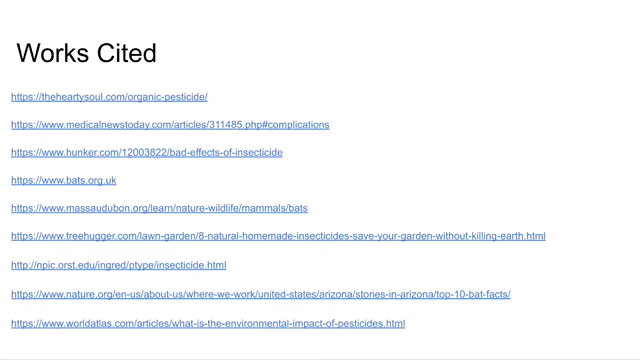 Works Cited
https://theheartysoul.com/organic-pesticide/
https://www.medicalnewstoday.com/articles/311485.php#complications
https://www.hunker.com/12003822/bad-effects-of-insecticide
https://www.bats.org.uk
https://www.massaudubon.org/learn/nature-wildlife/mammals/bats
https://www.treehugger.com/lawn-garden/8-natural-homemade-insecticides-save-your-garden-without-killing-earth.html
http://npic.orst.edu/ingred/ptype/insecticide.html
https://www.nature.org/en-us/about-us/where-we-work/united-states/arizona/stories-in-arizona/top-10-bat-facts/
https://www.worldatlas.com/articles/what-is-the-environmental-impact-of-pesticides.html